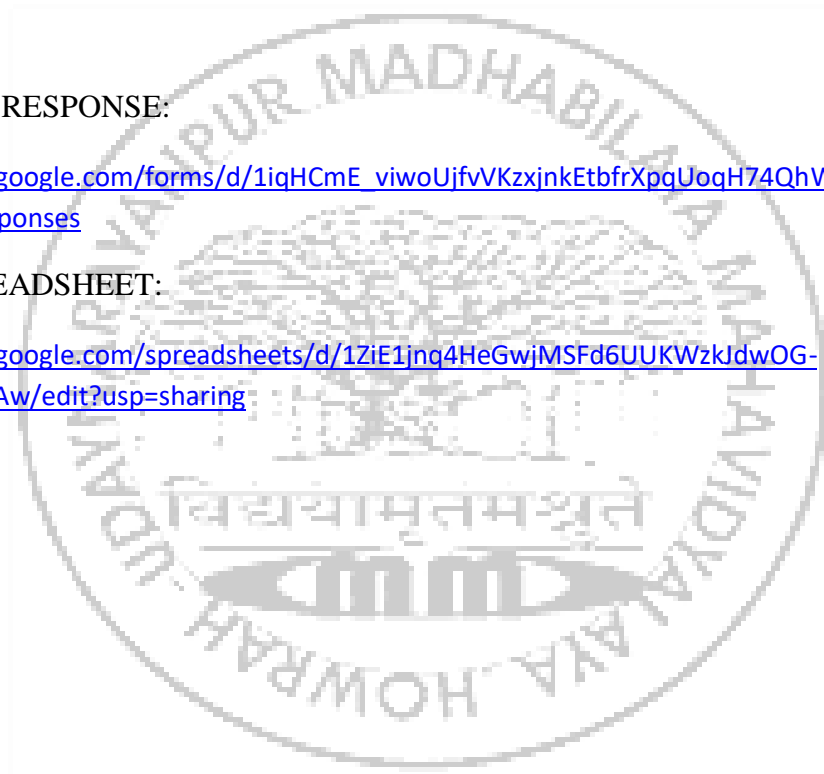 RESPONSE:
google.com/forms/d/1iqHCmE_viwoUjfvVKzxjnkEtbfrXpqUoqH74QhW
ponses
EADSHEET:
google.com/spreadsheets/d/1ZiE1jnq4HeGwjMSFd6UUKWzkJdwOG-
Aw/edit?usp=sharing
UDAYNARAYANPUR MADHABILATA MAHAVIDYALAYA
विद्ययामृतमश्नुते
HOWRAH